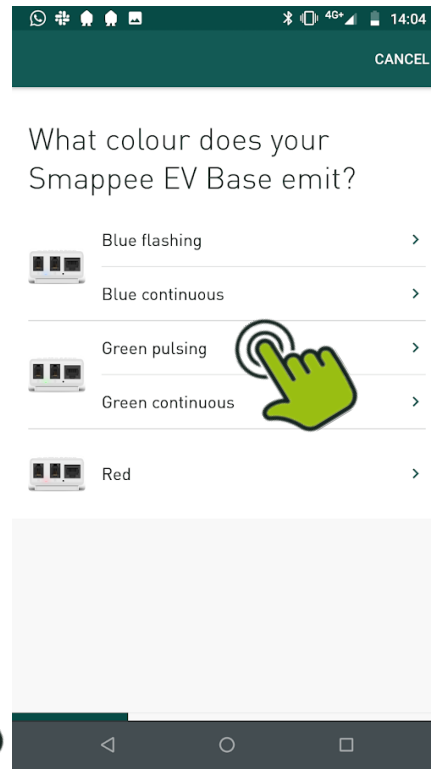 4G+ 14:04
CANCEL
What colour does your
Smappee EV Base emit?
Blue flashing
Blue continuous
Green pulsing
Green continuous
Red